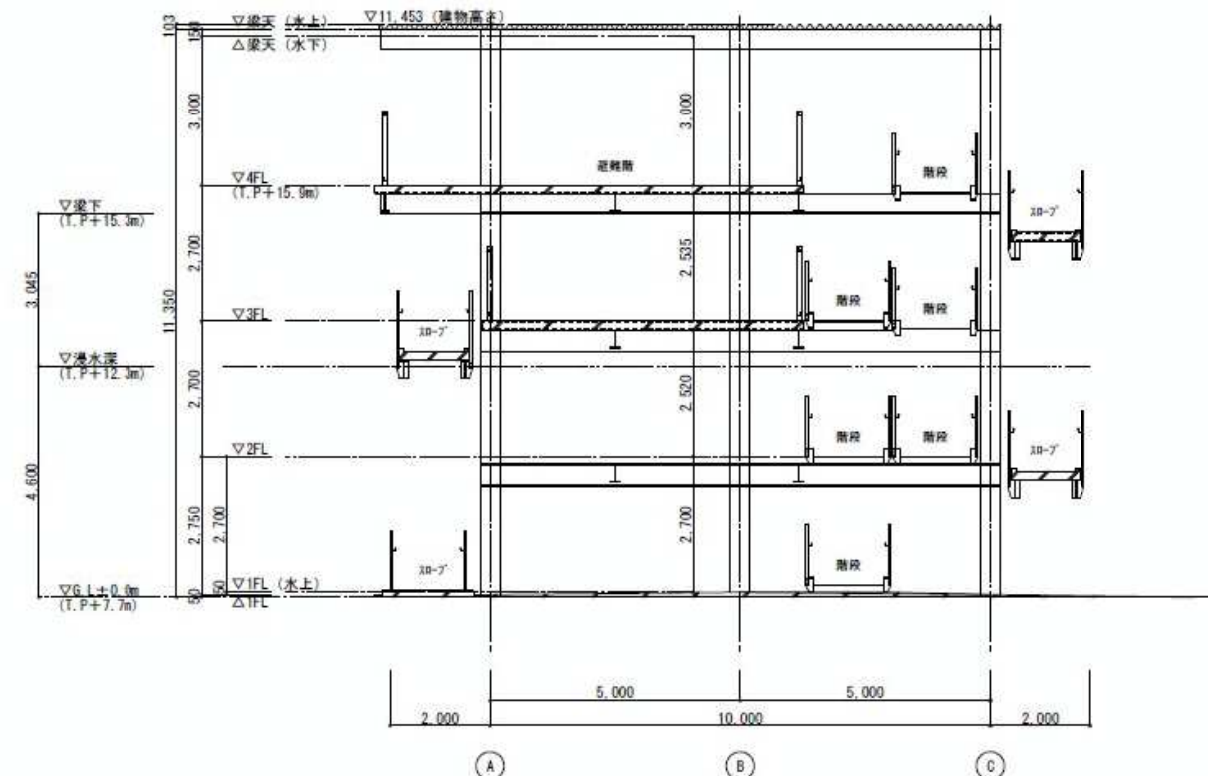 ▽梁天（水上）
▽11,453（建物高さ）
103
150
△梁天（水下）
3,000
3,000
避難階
階段
▽4FL
(T.P+15.9m)
スロープ
▽梁下
(T.P+15.3m)
2,700
2,535
3,045
11,350
階段
階段
▽3FL
スロープ
▽浸水深
(T.P+12.3m)
2,700
2,520
階段
階段
スロープ
▽2FL
4,600
2,750
2,700
2,700
スロープ
階段
50
50
▽1FL（水上）
▽G.L±0.0m
(T.P+7.7m)
△1FL
5,000
5,000
2,000
10,000
2,000
A
B
C